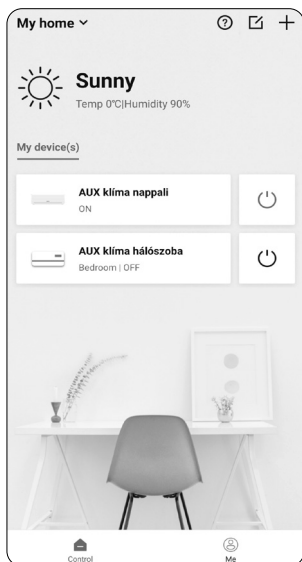 My home
Sunny
Temp 0°C|Humidity 90%
My device(s)
AUX klíma nappali
ON
AUX klíma hálószoba
Bedroom | OFF
Control
Me